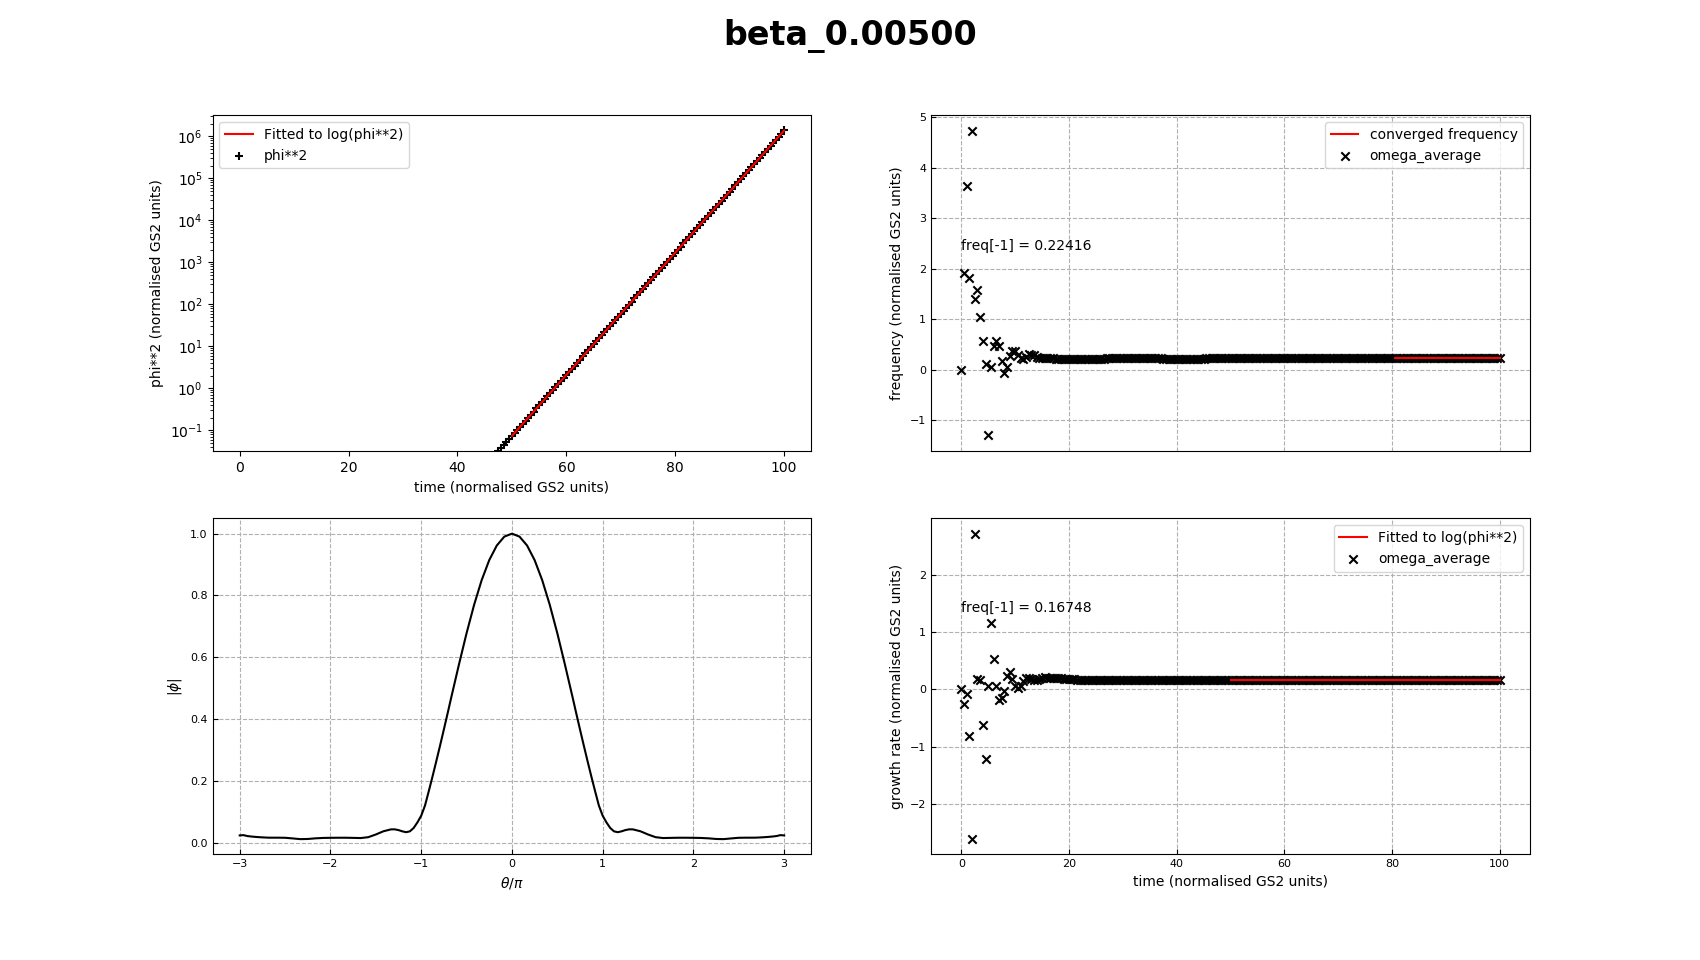 beta_0.00500
Fitted to log(phi**2)
phi**2
10^6
10^5
10^4
10^3
10^2
10^1
10^0
10^−1
phi**2 (normalised GS2 units)
0 20 40 60 80 100
time (normalised GS2 units)
converged frequency
omega_average
freq[-1] = 0.22416
5
4
3
2
1
0
−1
frequency (normalised GS2 units)
1.0
0.8
0.6
0.4
0.2
0.0
|ϕ|
−3 −2 −1 0 1 2 3
θ/π
Fitted to log(phi**2)
omega_average
freq[-1] = 0.16748
2
1
0
−1
−2
growth rate (normalised GS2 units)
0 20 40 60 80 100
time (normalised GS2 units)